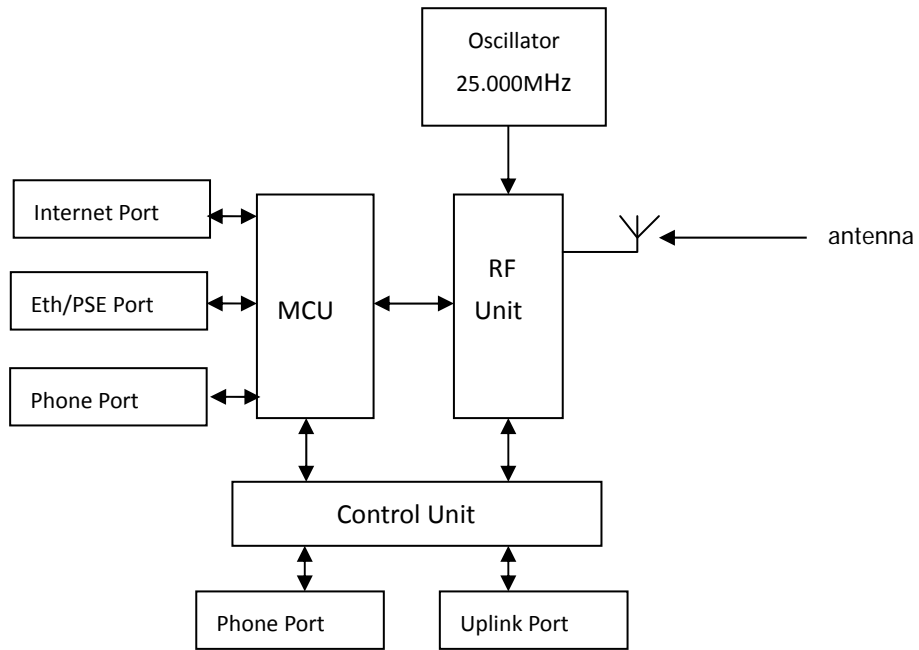 Oscillator
25.000MHz
Internet Port
Eth/PSE Port
Phone Port
MCU
RF
Unit
antenna
Control Unit
Phone Port
Uplink Port